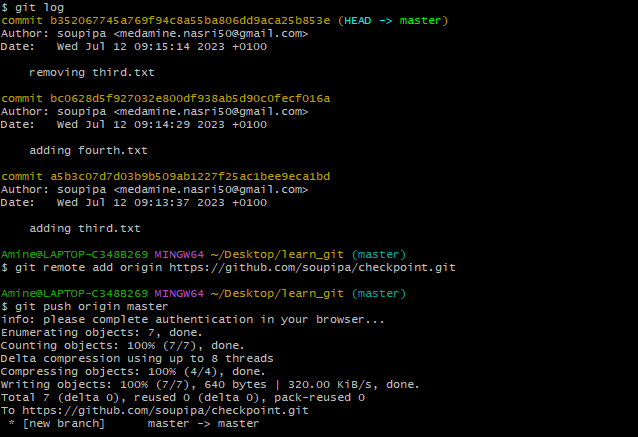 $ git log
commit b352067745a769f94c8a55ba806dd9aca25b853e (HEAD -> master)
Author: soupipa <medamine.nasri50@gmail.com>
Date:   Wed Jul 12 09:15:14 2023 +0100
removing third.txt
commit bc0628d5f927032e800df938ab5d90c0fecf016a
Author: soupipa <medamine.nasri50@gmail.com>
Date:   Wed Jul 12 09:14:29 2023 +0100
adding fourth.txt
commit a5b3c07d7d03b9b509ab1227f25ac1bee9eca1bd
Author: soupipa <medamine.nasri50@gmail.com>
Date:   Wed Jul 12 09:13:37 2023 +0100
adding third.txt
Amine@LAPTOP-C348B269 MINGW64 ~/Desktop/learn_git (master)
$ git remote add origin https://github.com/soupipa/checkpoint.git
Amine@LAPTOP-C348B269 MINGW64 ~/Desktop/learn_git (master)
$ git push origin master
info: please complete authentication in your browser...
Enumerating objects: 7, done.
Counting objects: 100% (7/7), done.
Delta compression using up to 8 threads
Compressing objects: 100% (4/4), done.
Writing objects: 100% (7/7), 640 bytes | 320.00 KiB/s, done.
Total 7 (delta 0), reused 0 (delta 0), pack-reused 0
To https://github.com/soupipa/checkpoint.git
* [new branch]      master -> master